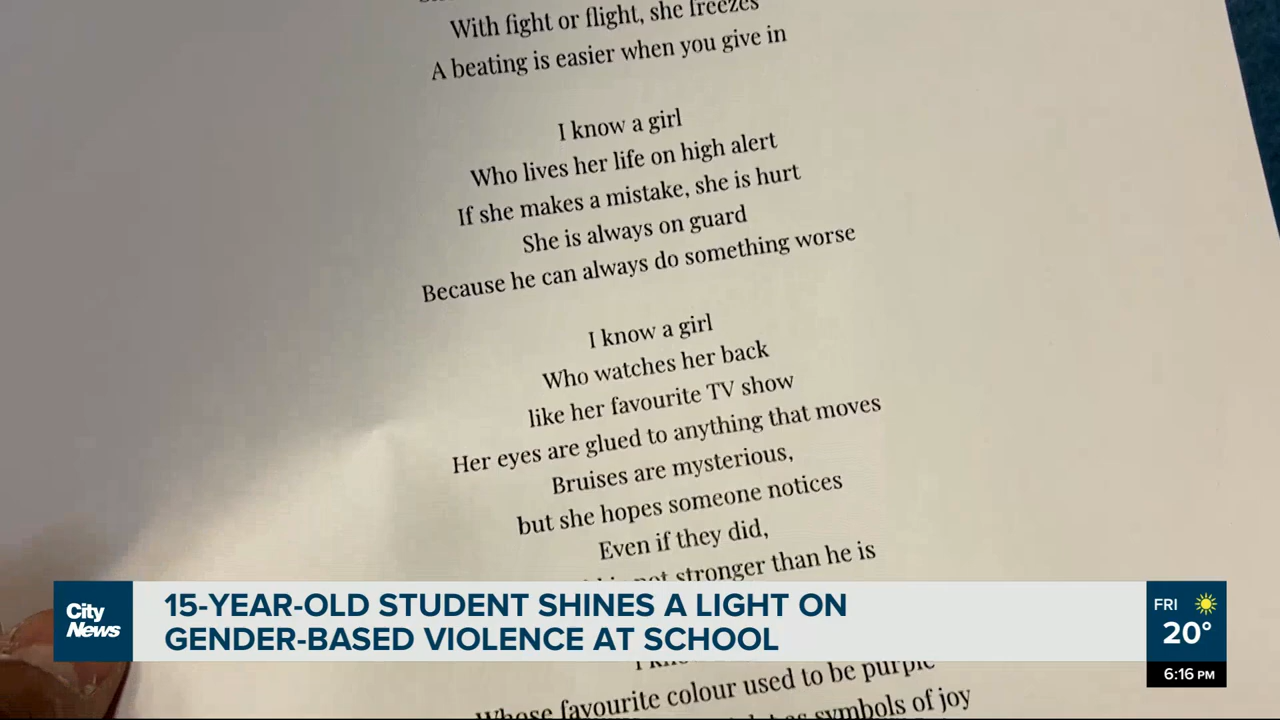 With fight or flight, she freezes
A beating is easier when you give in
I know a girl
Who lives her life on high alert
If she makes a mistake, she is hurt
She is always on guard
Because he can always do something worse
I know a girl
Who watches her back
like her favourite TV show
Her eyes are glued to anything that moves
Bruises are mysterious,
but she hopes someone notices
Even if they did,
not stronger than he is
City News
15-YEAR-OLD STUDENT SHINES A LIGHT ON
GENDER-BASED VIOLENCE AT SCHOOL
FRI
20°
6:16 PM
Whose favourite colour used to be purple
symbols of joy